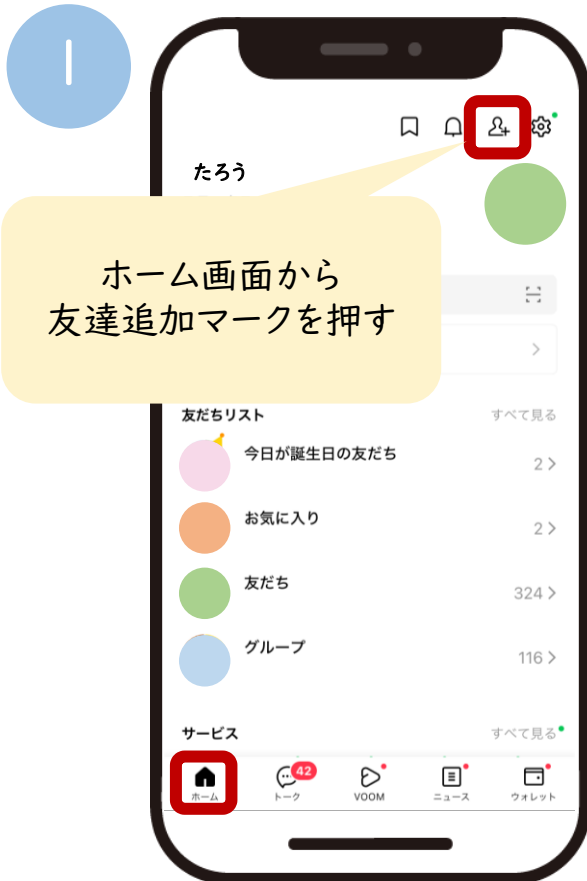 1
たろう
ホーム画面から
友達追加マークを押す
友だちリスト すべて見る
今日が誕生日の友だち 2
お気に入り 2
友だち 324
グループ 116
サービス すべて見る
42
ホーム トーク VOOM ニュース ウォレット